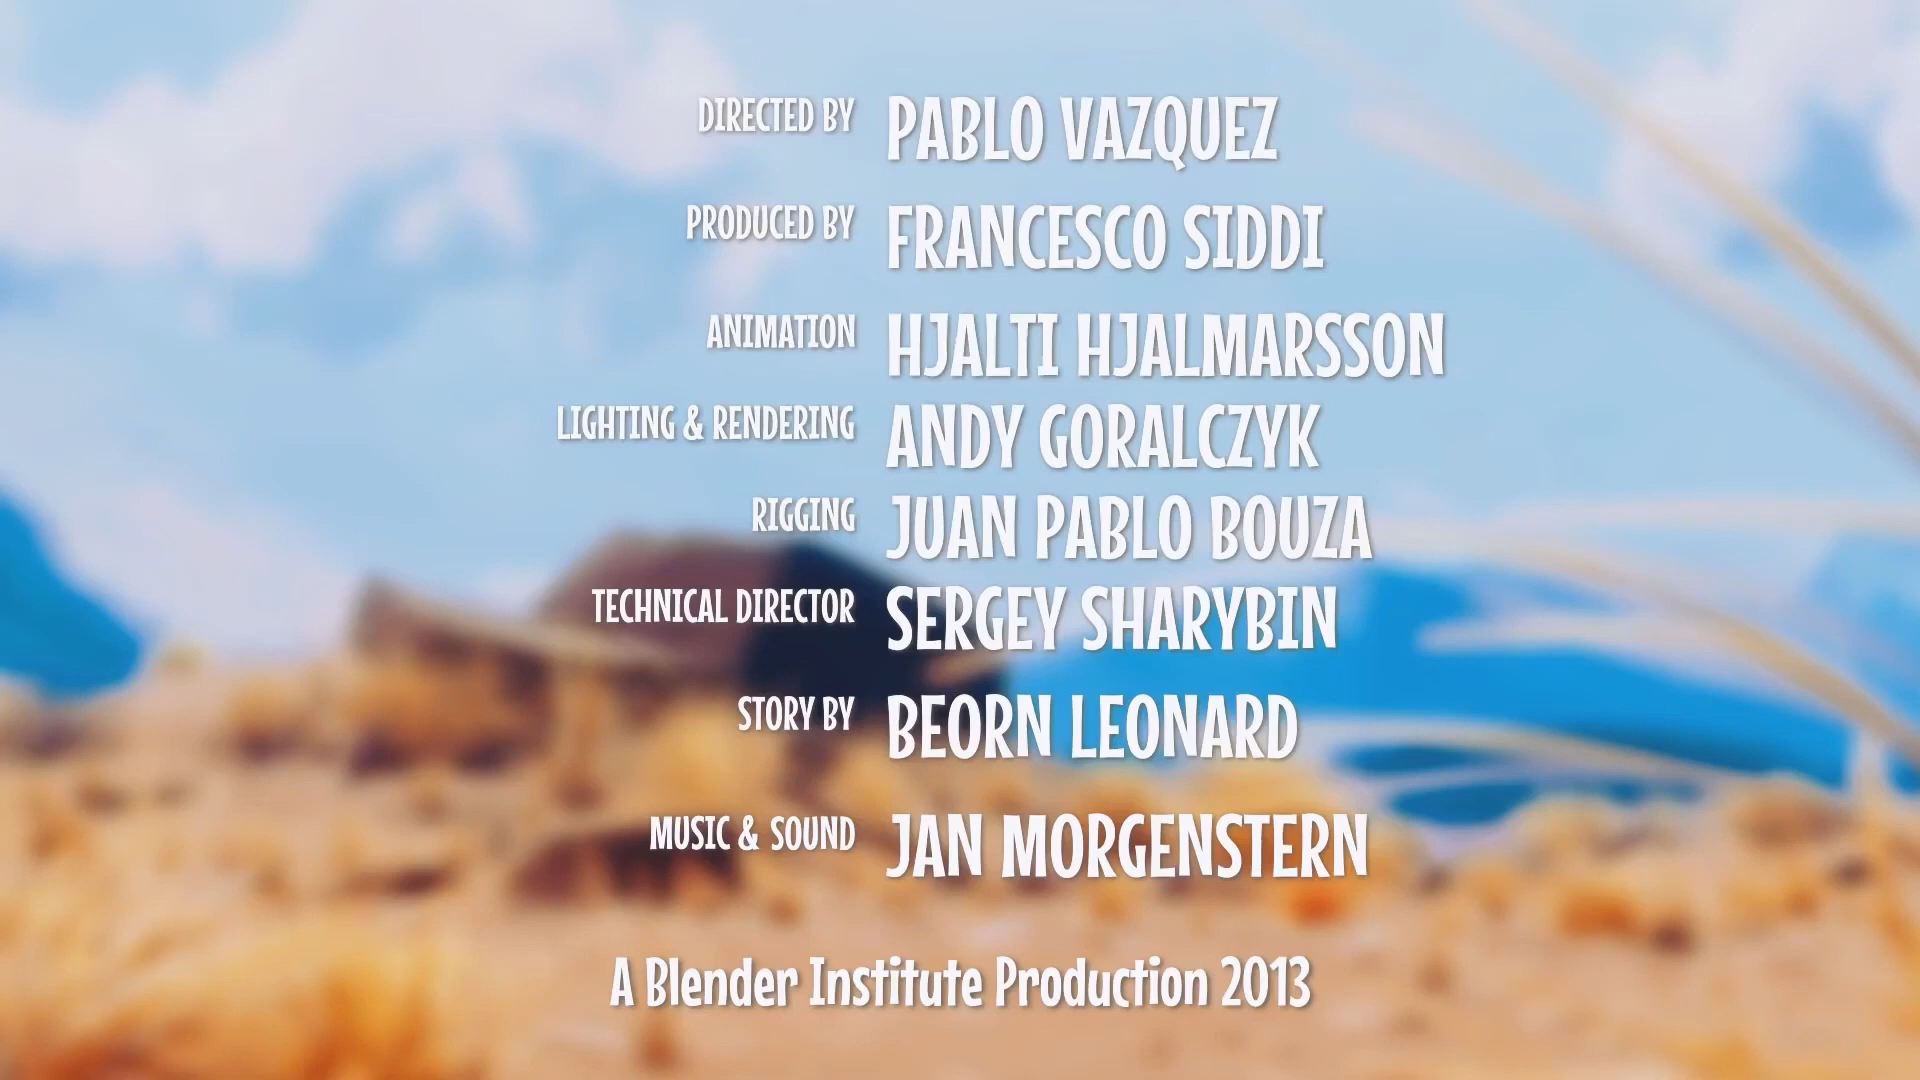 DIRECTED BY PABLO VAZQUEZ
PRODUCED BY FRANCESCO SIDDI
ANIMATION HJALTI HJALMARSSON
LIGHTING & RENDERING ANDY GORALCZYK
RIGGING JUAN PABLO BOUZA
TECHNICAL DIRECTOR SERGEY SHARYBIN
STORY BY BEORN LEONARD
MUSIC & SOUND JAN MORGENSTERN
A Blender Institute Production 2013